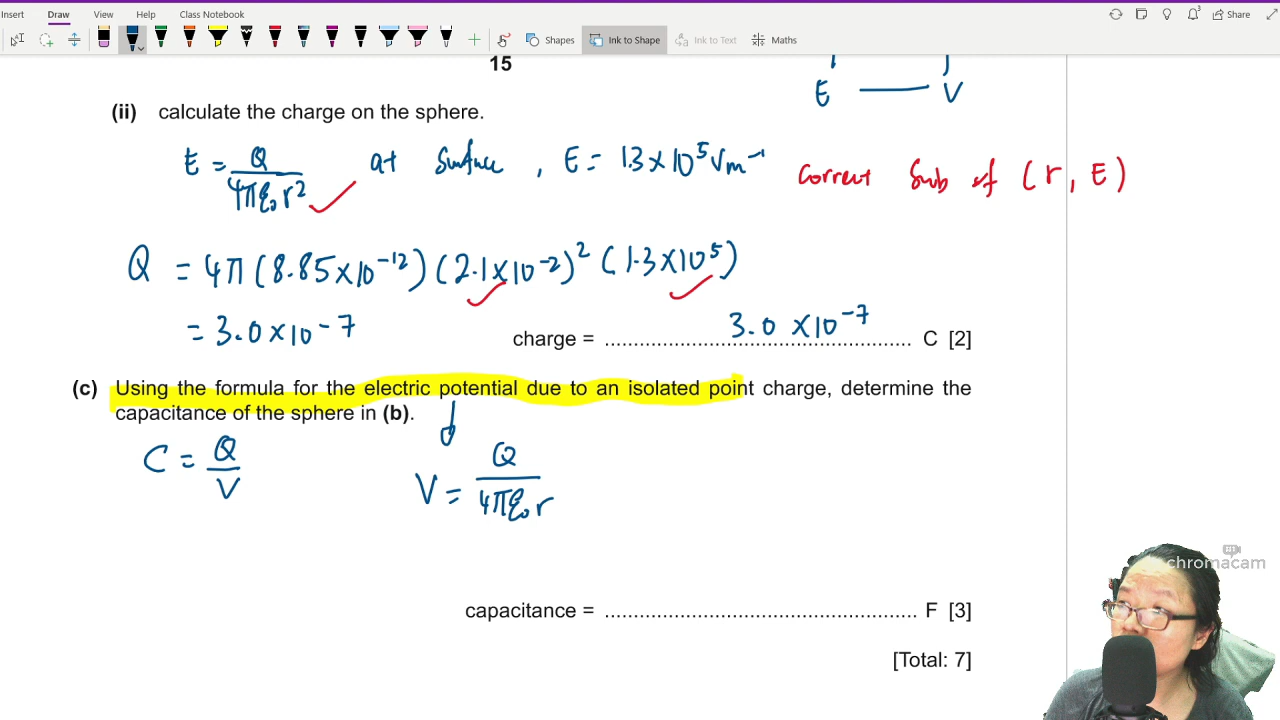 Insert Draw View Help Class Notebook Share
Shapes Ink to Shape Ink to Text Maths
15
E — V
(ii) calculate the charge on the sphere.
E = Q / 4πε₀r² at surface, E = 1.3×10⁵ Vm⁻¹ correct sub of (r, E)
Q = 4π(8.85×10⁻¹²)(2.1×10⁻²)²(1.3×10⁵)
= 3.0×10⁻⁷
charge = 3.0 ×10⁻⁷ C [2]
(c) Using the formula for the electric potential due to an isolated point charge, determine the
capacitance of the sphere in (b).
C = Q / V V = Q / 4πε₀r
chromacam
capacitance = ...................................................... F [3]
[Total: 7]